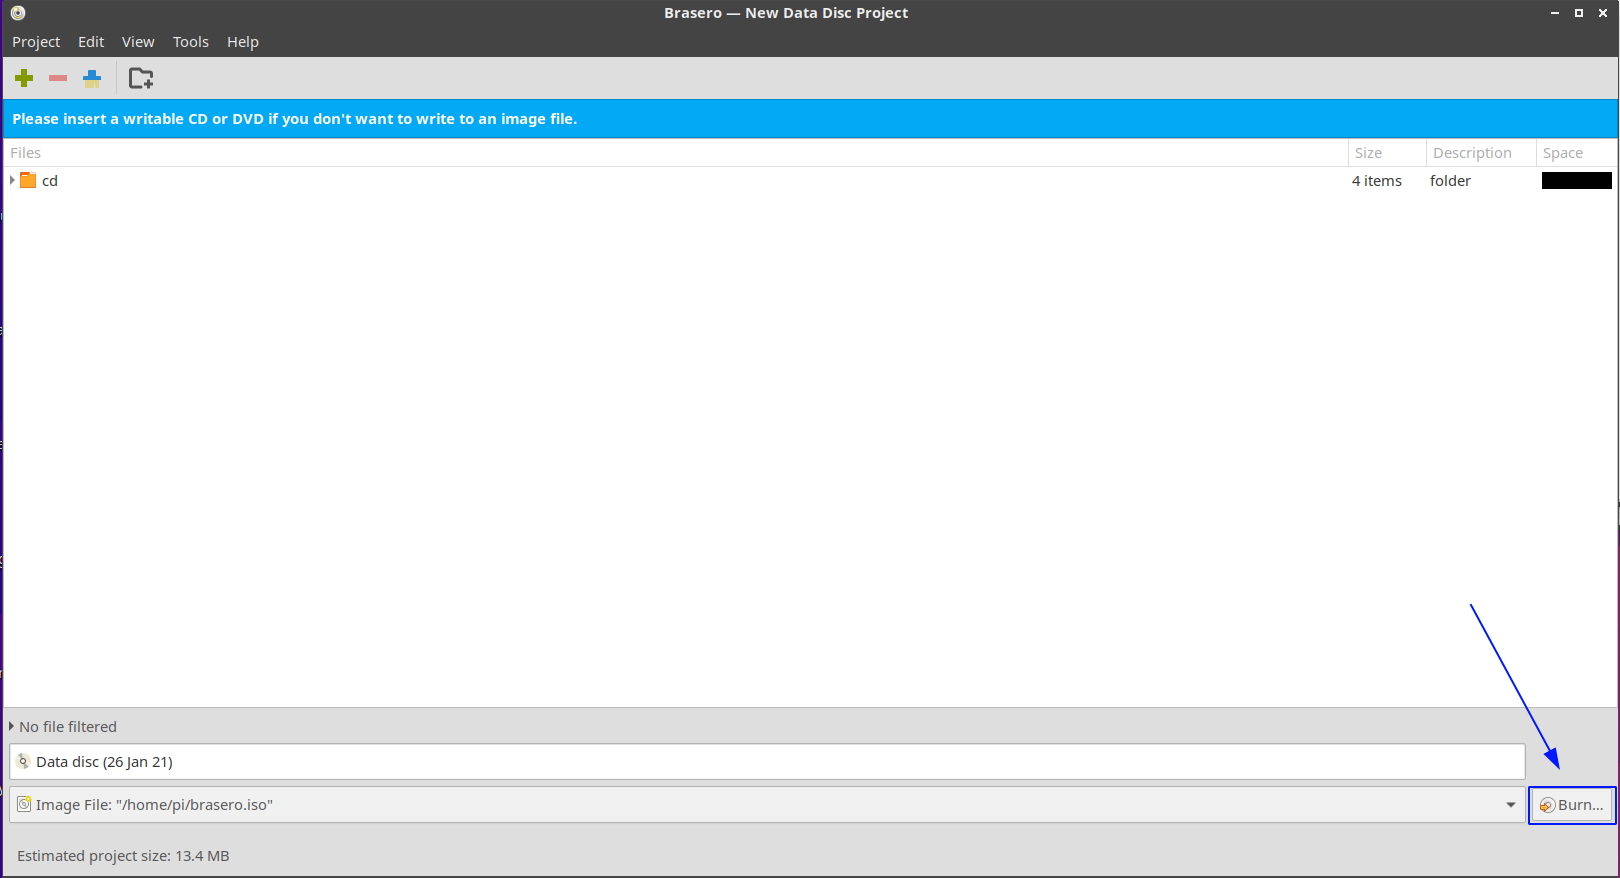 Brasero — New Data Disc Project
Project Edit View Tools Help
Please insert a writable CD or DVD if you don't want to write to an image file.
Files Size Description Space
cd 4 items folder
No file filtered
Data disc (26 Jan 21)
Image File: "/home/pi/brasero.iso" Burn...
Estimated project size: 13.4 MB